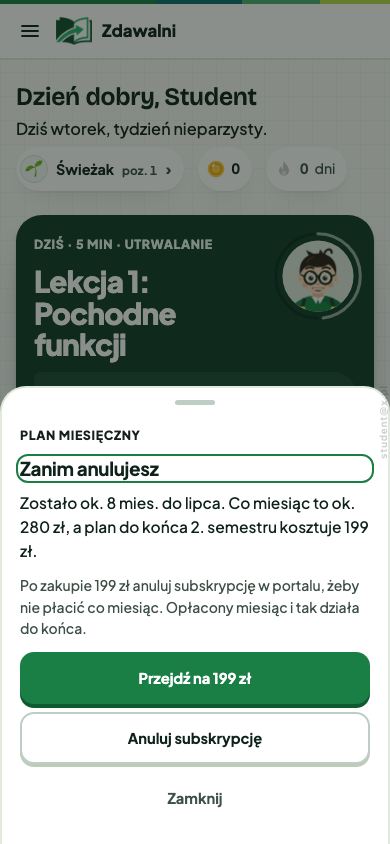 Zdawalni
Dzień dobry, Student
Dziś wtorek, tydzień nieparzysty.
Świeżak poz. 1 › 0 0 dni
DZIŚ · 5 MIN · UTRWALANIE
Lekcja 1:
Pochodne
funkcji
PLAN MIESIĘCZNY
Zanim anulujesz
Zostało ok. 8 mies. do lipca. Co miesiąc to ok.
280 zł, a plan do końca 2. semestru kosztuje 199
zł.
Po zakupie 199 zł anuluj subskrypcję w portalu, żeby
nie płacić co miesiąc. Opłacony miesiąc i tak działa
do końca.
Przejdź na 199 zł
Anuluj subskrypcję
Zamknij